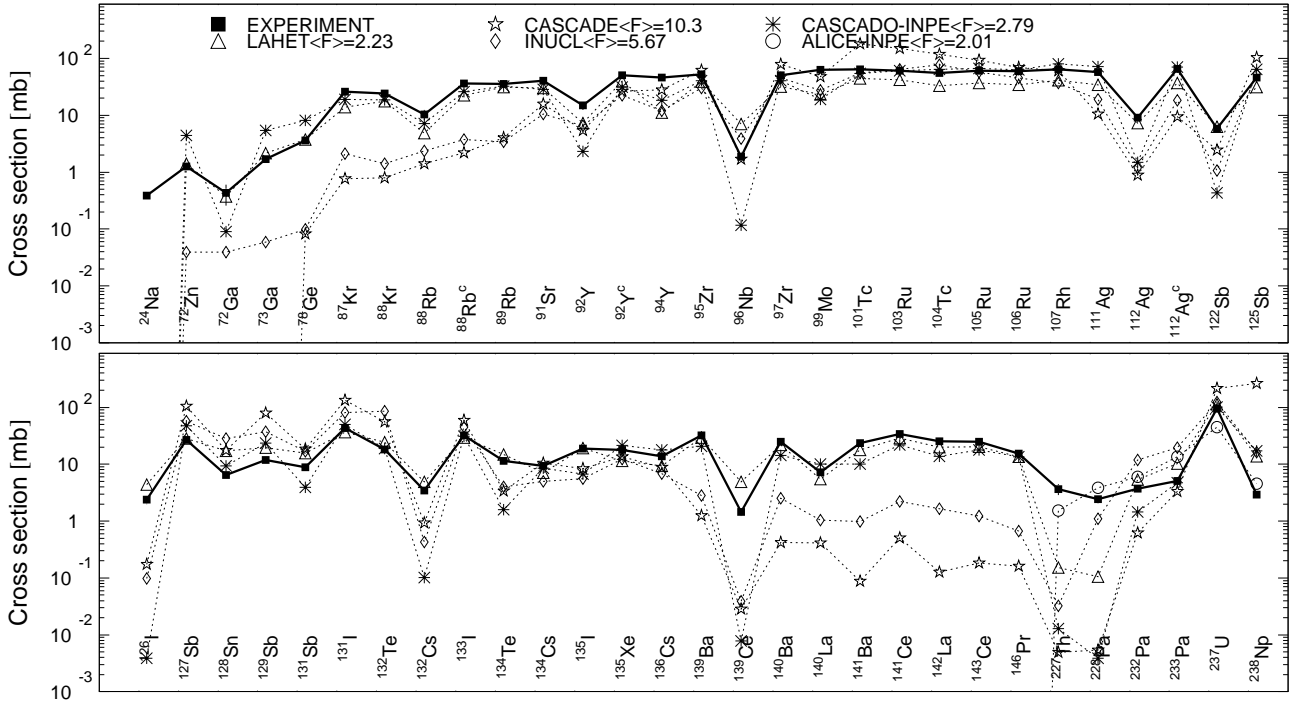 EXPERIMENT CASCADE<F>=10.3 CASCADO-INPE<F>=2.79
LAHET<F>=2.23 INUCL<F>=5.67 ALICE-INPE<F>=2.01
Cross section [mb]
10 2
10
1
10 -1
10 -2
10 -3
24Na 72Zn 72Ga 73Ga 78Ge 87Kr 88Kr 88Rb 88Rbc 89Rb 91Sr 92Y 92Yc 94Y 95Zr 96Nb 97Zr 99Mo 101Tc 103Ru 104Tc 105Ru 106Ru 107Rh 111Ag 112Ag 112Agc 122Sb 125Sb
Cross section [mb]
10 2
10
1
10 -1
10 -2
10 -3
126I 127Sb 128Sn 129Sb 131Sb 131I 132Te 132Cs 133I 134Te 134Cs 135I 135Xe 136Cs 139Ba 139Ce 140Ba 140La 141Ba 141Ce 142La 143Ce 146Pr 227Th 228Pa 232Pa 233Pa 237U 238Np